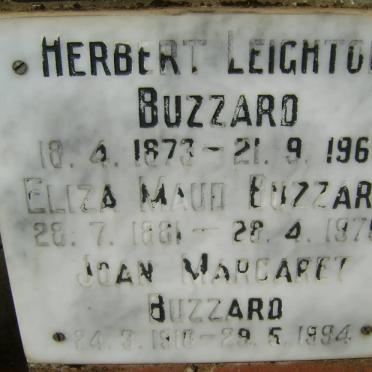 HERBERT LEIGHTO
BUZZARD
18. 4. 1873 - 21. 9. 196
ELIZA MAUD BUZZAR
28. 7. 1881 - 28. 4. 197
JOAN MARGARET
BUZZARD
24. 3. 1910 - 29. 5. 1994